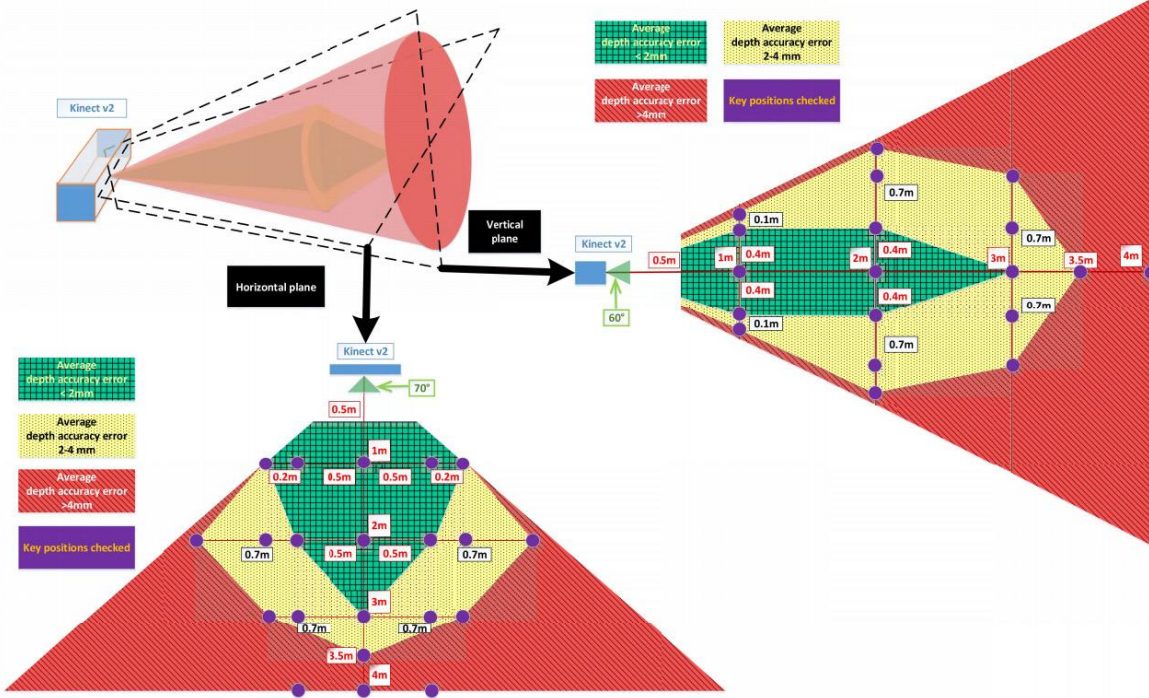 Kinect v2
Vertical
plane
Horizontal plane
Average
depth accuracy error
< 2mm
Average
depth accuracy error
2-4 mm
Average
depth accuracy error
>4mm
Key positions checked
Kinect v2
60°
0.5m
1m
2m
3m
3.5m
4m
0.1m
0.4m
0.4m
0.1m
0.7m
0.4m
0.4m
0.7m
0.7m
0.7m
Kinect v2
70°
0.5m
Average
depth accuracy error
< 2mm
Average
depth accuracy error
2-4 mm
Average
depth accuracy error
>4mm
Key positions checked
1m
0.2m
0.5m
0.5m
0.2m
2m
0.7m
0.5m
0.5m
0.7m
3m
0.7m
0.7m
3.5m
4m